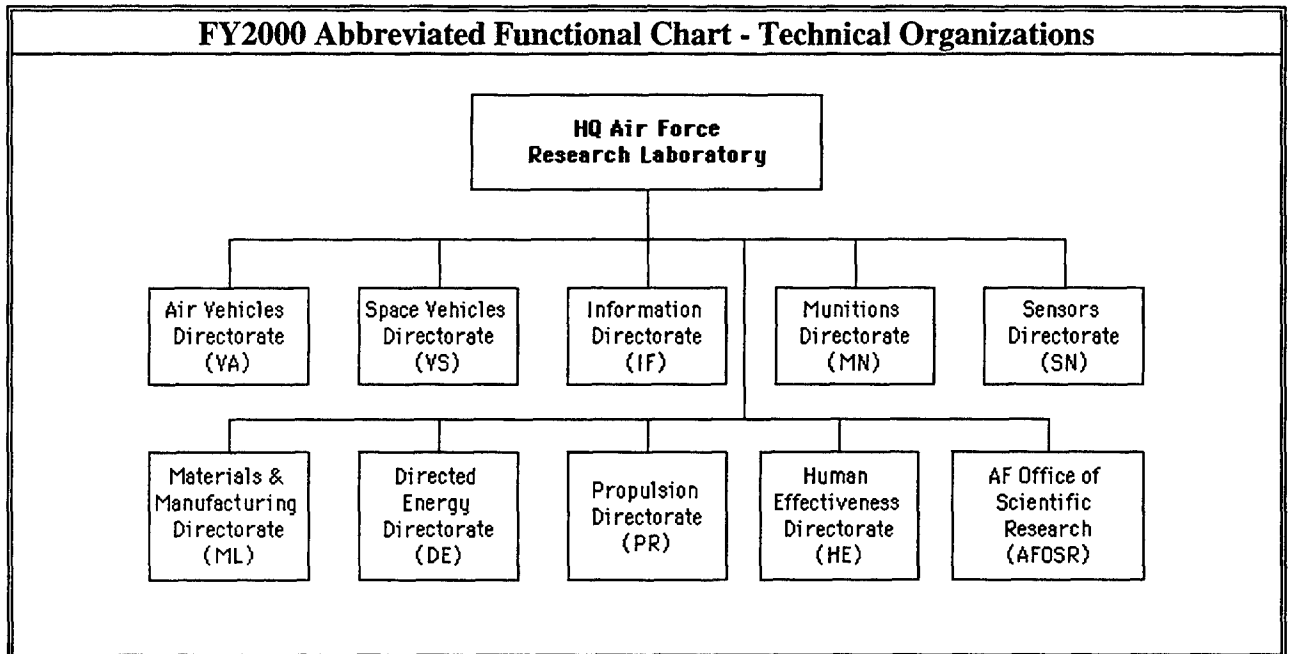 FY2000 Abbreviated Functional Chart - Technical Organizations
HQ Air Force
Research Laboratory
Air Vehicles
Directorate
(VA)
Space Vehicles
Directorate
(VS)
Information
Directorate
(IF)
Munitions
Directorate
(MN)
Sensors
Directorate
(SN)
Materials &
Manufacturing
Directorate
(ML)
Directed
Energy
Directorate
(DE)
Propulsion
Directorate
(PR)
Human
Effectiveness
Directorate
(HE)
AF Office of
Scientific
Research
(AFOSR)